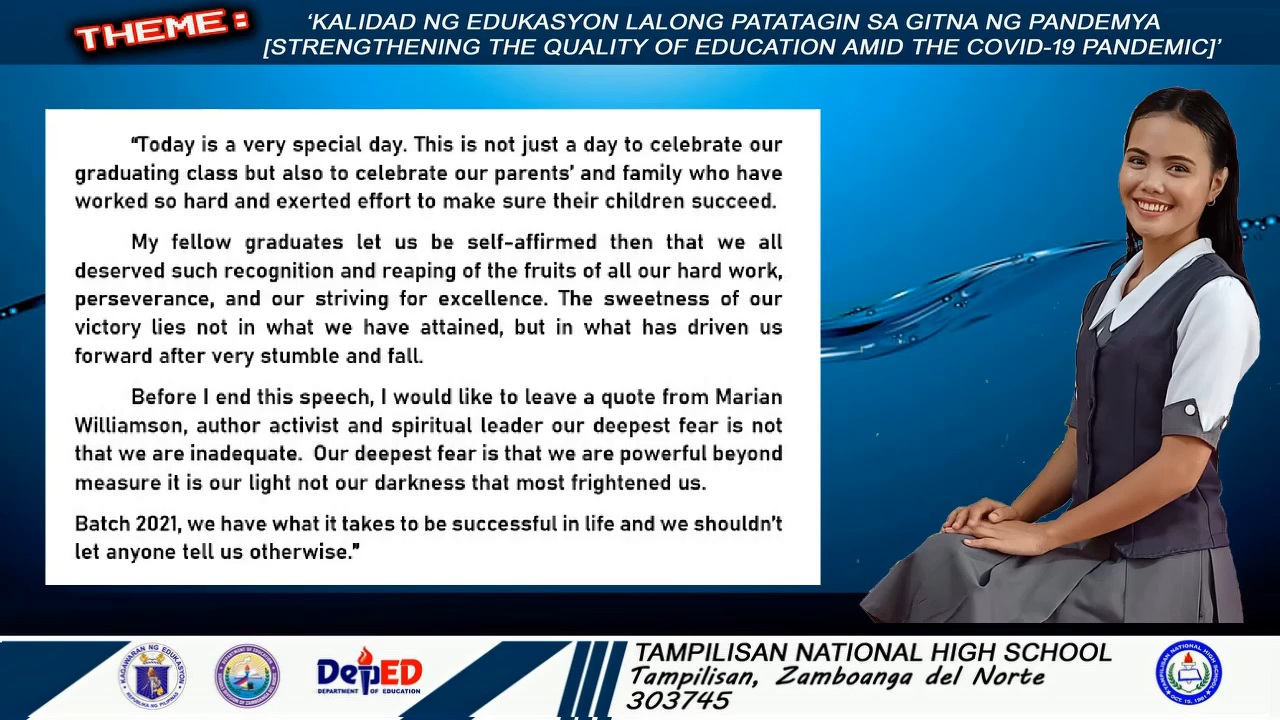 THEME:
'KALIDAD NG EDUKASYON LALONG PATATAGIN SA GITNA NG PANDEMYA
[STRENGTHENING THE QUALITY OF EDUCATION AMID THE COVID-19 PANDEMIC]'
"Today is a very special day. This is not just a day to celebrate our
graduating class but also to celebrate our parents' and family who have
worked so hard and exerted effort to make sure their children succeed.
My fellow graduates let us be self-affirmed then that we all
deserved such recognition and reaping of the fruits of all our hard work,
perseverance, and our striving for excellence. The sweetness of our
victory lies not in what we have attained, but in what has driven us
forward after very stumble and fall.
Before I end this speech, I would like to leave a quote from Marian
Williamson, author activist and spiritual leader our deepest fear is not
that we are inadequate. Our deepest fear is that we are powerful beyond
measure it is our light not our darkness that most frightened us.
Batch 2021, we have what it takes to be successful in life and we shouldn't
let anyone tell us otherwise."
KAGAWARAN NG EDUKASYON
REPUBLIKA NG PILIPINAS
DepED
DEPARTMENT OF EDUCATION
TAMPILISAN NATIONAL HIGH SCHOOL
Tampilisan, Zamboanga del Norte
303745
TAMPILISAN NATIONAL HIGH SCHOOL